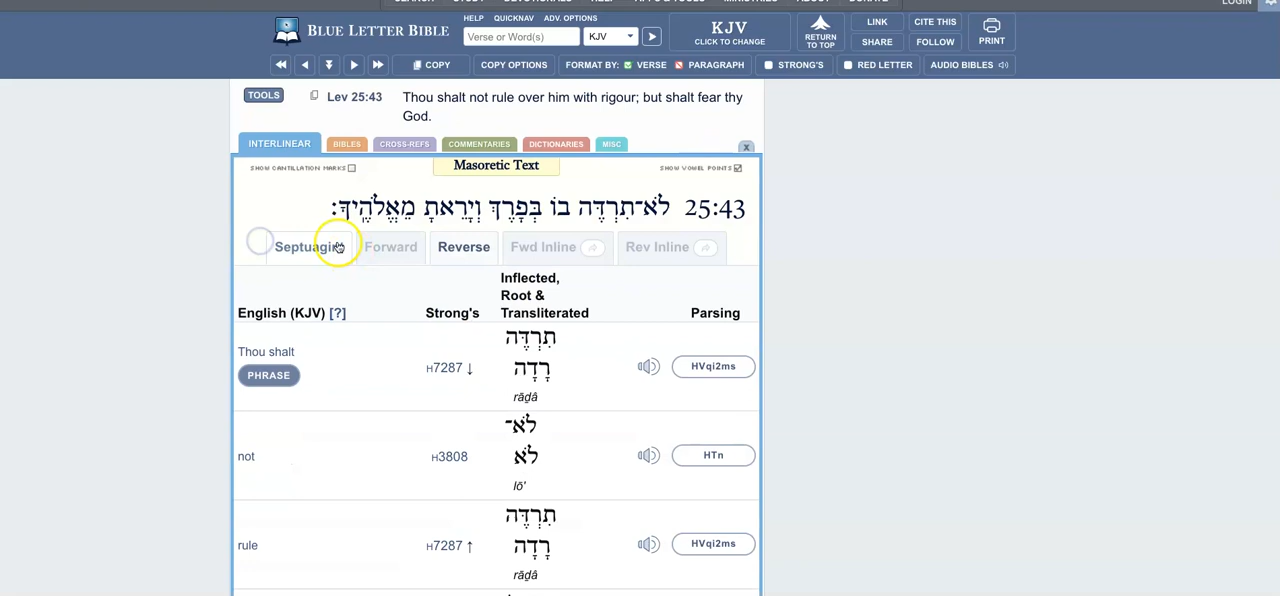 LOGIN
HELP QUICKNAV ADV. OPTIONS
BLUE LETTER BIBLE
Verse or Word(s)
KJV
KJV
CLICK TO CHANGE
RETURN
TO TOP
LINK
CITE THIS
SHARE
FOLLOW
PRINT
COPY
COPY OPTIONS
FORMAT BY: VERSE PARAGRAPH
STRONG'S
RED LETTER
AUDIO BIBLES
TOOLS
Lev 25:43
Thou shalt not rule over him with rigour; but shalt fear thy
God.
INTERLINEAR
BIBLES
CROSS-REFS
COMMENTARIES
DICTIONARIES
MISC
x
SHOW CANTILLATION MARKS
Masoretic Text
SHOW VOWEL POINTS
25:43 לֹא־תִרְדֶּה בוֹ בְּפָרֶךְ וְיָרֵאתָ מֵאֱלֹהֶיךָ׃
Forward
Reverse
Fwd Inline
Rev Inline
English (KJV) [?]
Strong's
Inflected,
Root &
Transliterated
Parsing
Thou shalt
PHRASE
H7287 ↓
תִרְדֶּה
רָדָה
rāḏâ
HVqi2ms
not
H3808
לֹא־
לֹא
lō'
HTn
rule
H7287 ↑
תִרְדֶּה
רָדָה
rāḏâ
HVqi2ms